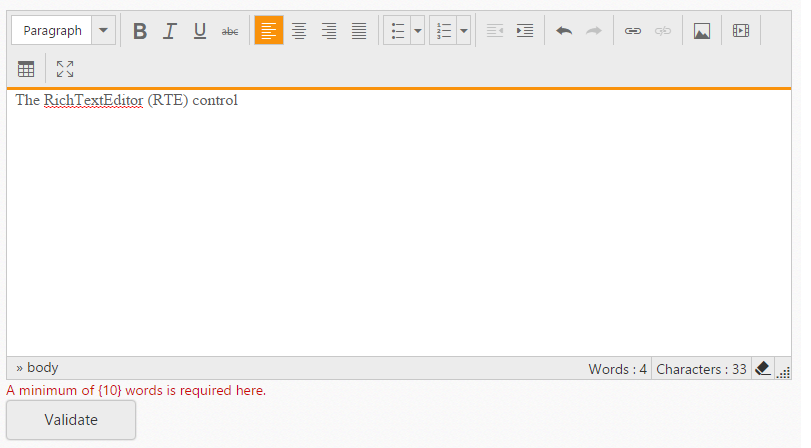 Paragraph B I U abc
The RichTextEditor (RTE) control
» body Words : 4 Characters : 33
A minimum of {10} words is required here.
Validate